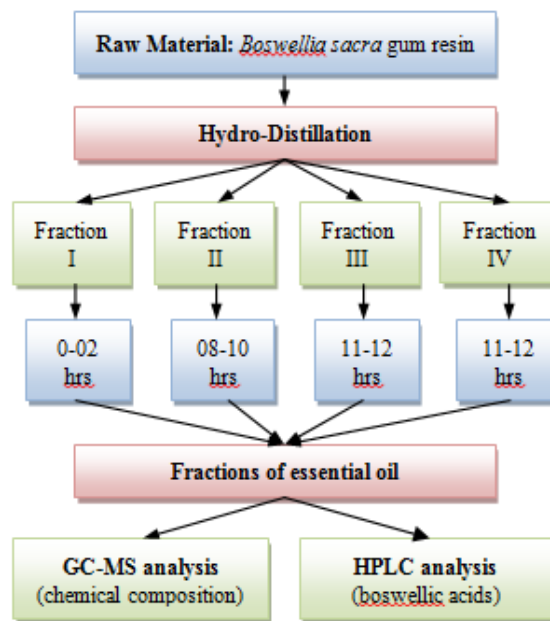 Raw Material: Boswellia sacra gum resin
Hydro-Distillation
Fraction
I
Fraction
II
Fraction
III
Fraction
IV
0-02
hrs
08-10
hrs
11-12
hrs
11-12
hrs
Fractions of essential oil
GC-MS analysis
(chemical composition)
HPLC analysis
(boswellic acids)